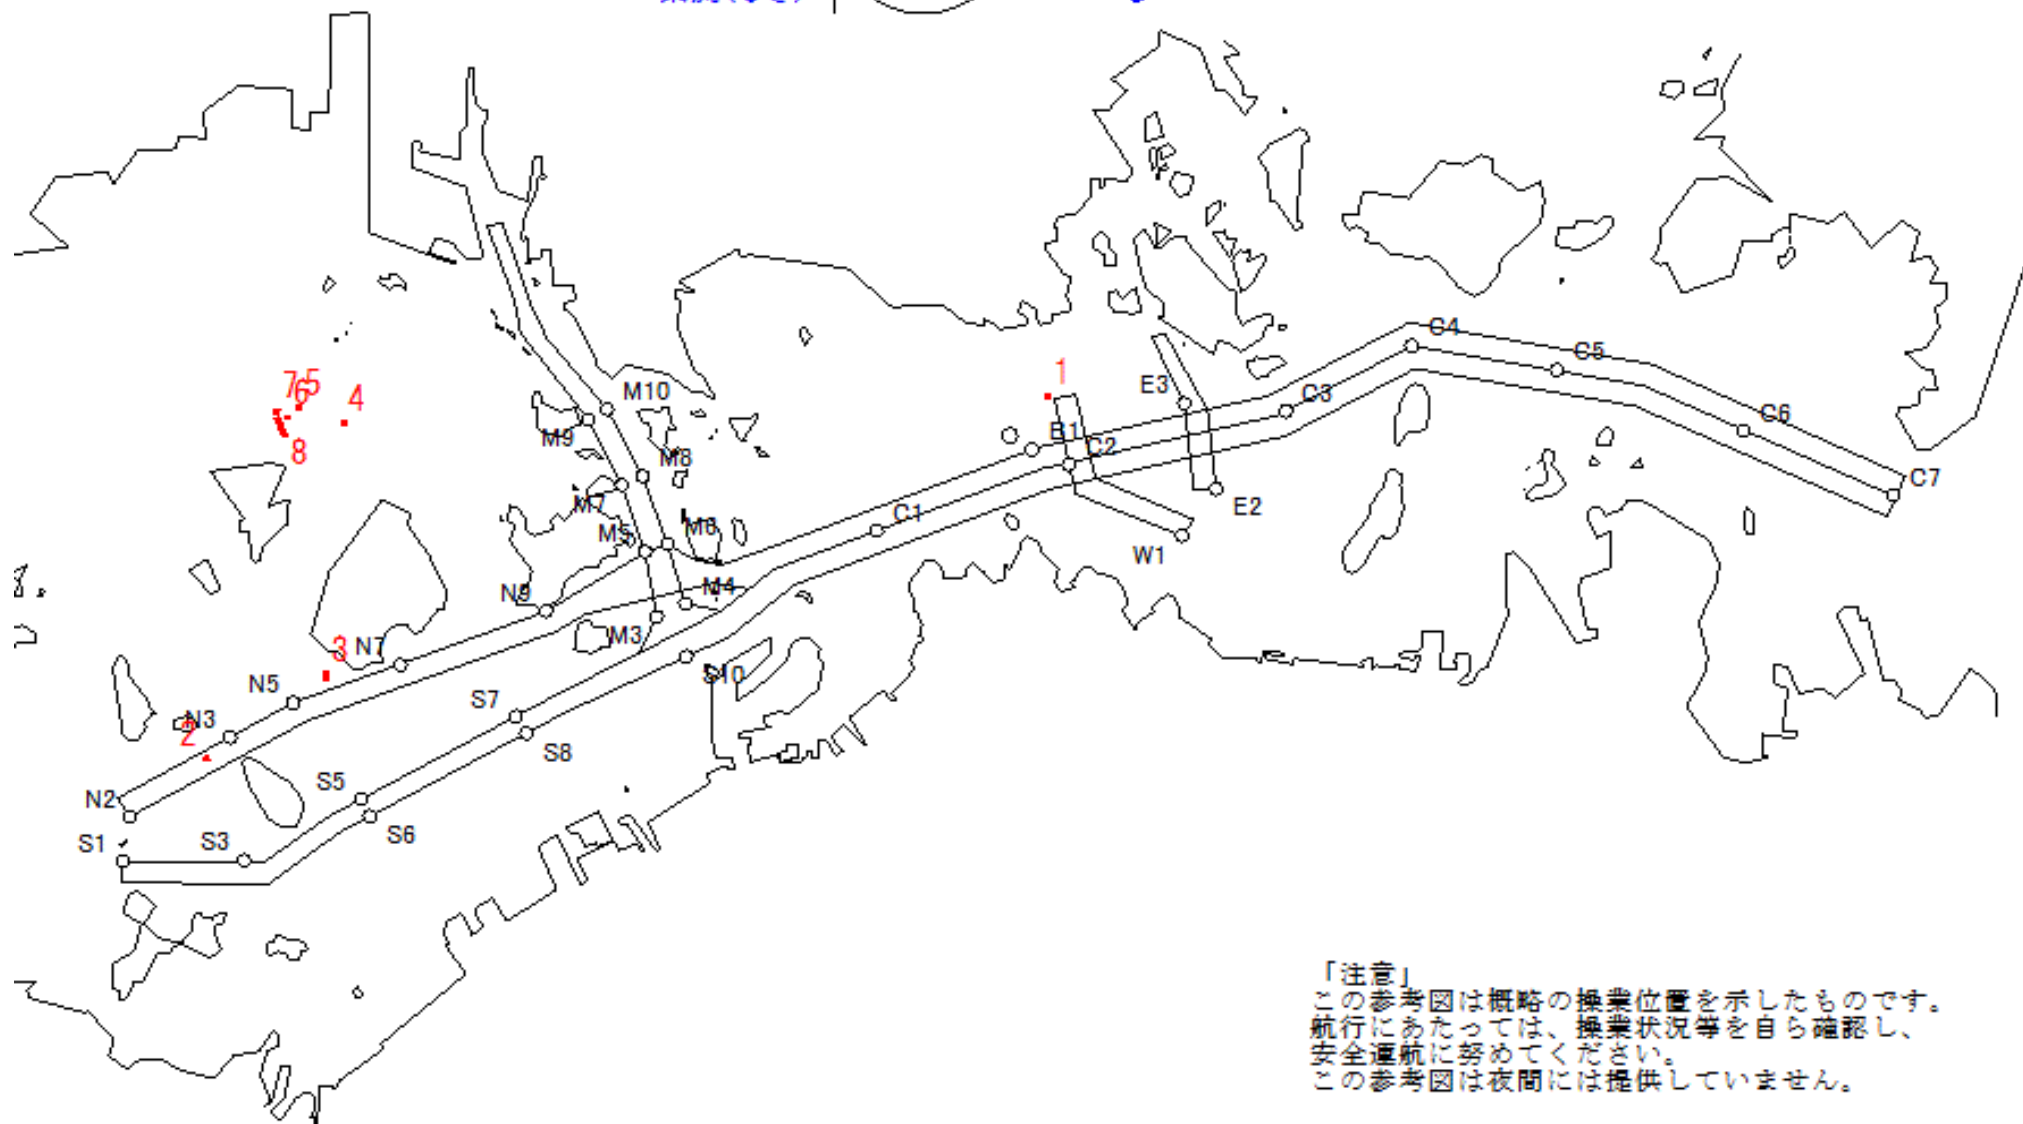 1
C4
C5
E3
M10
C3
7
6
5
4
C6
M9
B1
C2
8
M8
C7
M7
E2
C1
M5
M6
W1
N9
M4
M3
3
N7
S10
N5
N3
S7
2
S8
S5
N2
S6
S1
S3
「注意」
この参考図は概略の操業位置を示したものです。
航行にあたっては、操業状況等を自ら確認し、
安全運航に努めてください。
この参考図は夜間には提供していません。